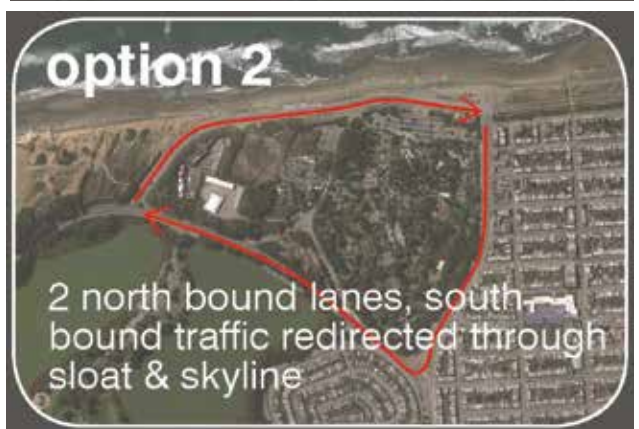 option 2
2 north bound lanes, south
bound traffic redirected through
sloat & skyline